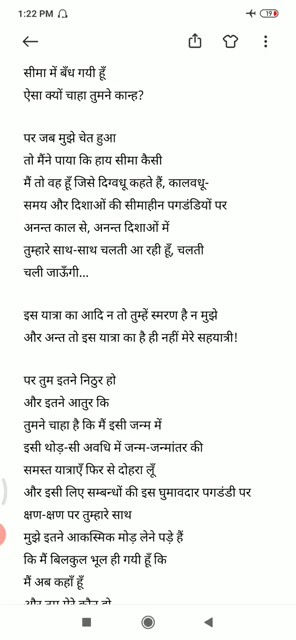 1:22 PM
19
सीमा में बँध गयी हूँ
ऐसा क्यों चाहा तुमने कान्ह?
पर जब मुझे चेत हुआ
तो मैंने पाया कि हाय सीमा कैसी
मैं तो वह हूँ जिसे दिग्वधू कहते हैं, कालवधू-
समय और दिशाओं की सीमाहीन पगडंडियों पर
अनन्त काल से, अनन्त दिशाओं में
तुम्हारे साथ-साथ चलती आ रही हूँ, चलती
चली जाऊँगी...
इस यात्रा का आदि न तो तुम्हें स्मरण है न मुझे
और अन्त तो इस यात्रा का है ही नहीं मेरे सहयात्री!
पर तुम इतने निठुर हो
और इतने आतुर कि
तुमने चाहा है कि मैं इसी जन्म में
इसी थोड़-सी अवधि में जन्म-जन्मांतर की
समस्त यात्राएँ फिर से दोहरा लूँ
और इसी लिए सम्बन्धों की इस घुमावदार पगडंडी पर
क्षण-क्षण पर तुम्हारे साथ
मुझे इतने आकस्मिक मोड़ लेने पड़े हैं
कि मैं बिलकुल भूल ही गयी हूँ कि
मैं अब कहाँ हूँ
और तुम मेरे कौन हो